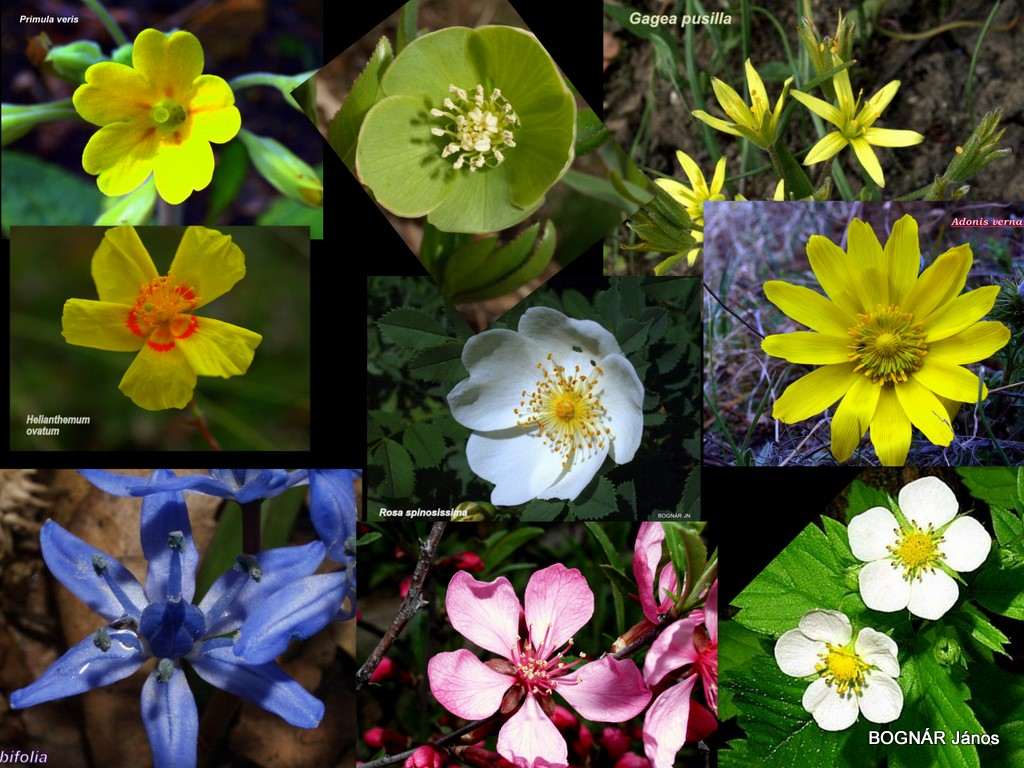 Primula veris
Gagea pusilla
Adonis verna
Helianthemum
ovatum
Rosa spinosissima
BOGNÁR JN
bifolia
BOGNÁR János